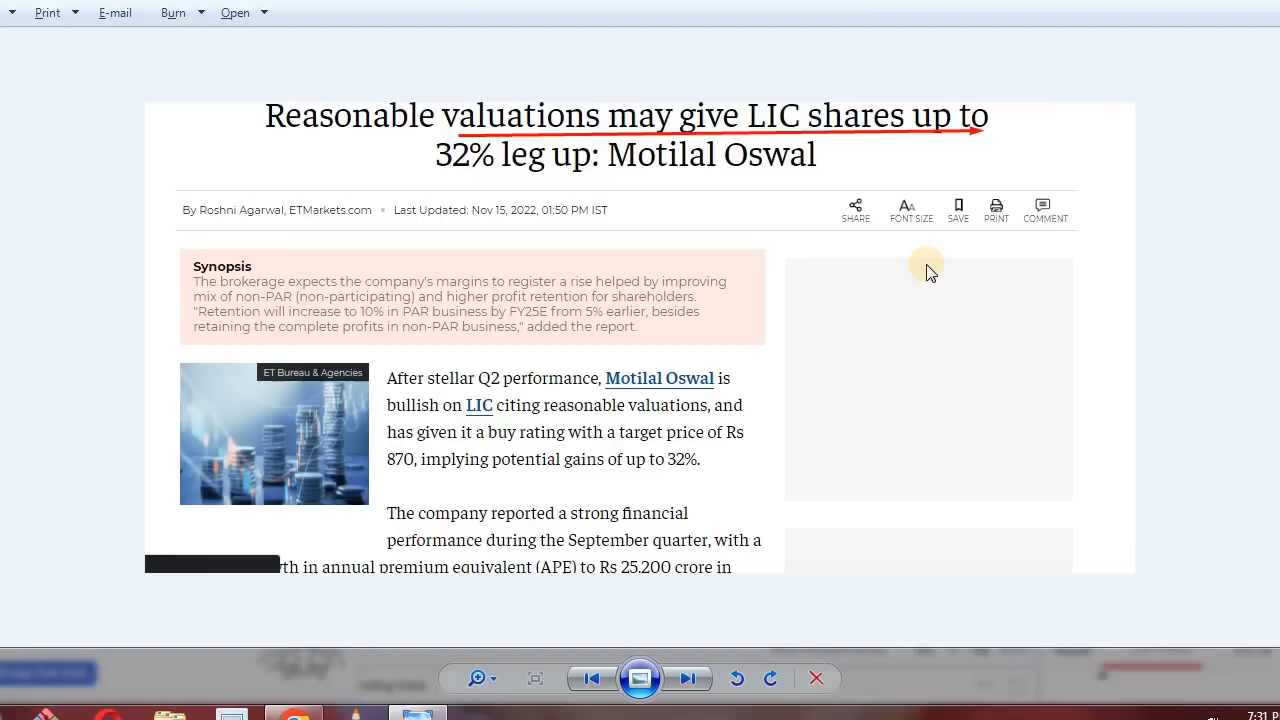 Print E-mail Burn Open
Reasonable valuations may give LIC shares up to
32% leg up: Motilal Oswal
By Roshni Agarwal, ETMarkets.com • Last Updated: Nov 15, 2022, 01:50 PM IST
SHARE FONT SIZE SAVE PRINT COMMENT
Synopsis
The brokerage expects the company's margins to register a rise helped by improving
mix of non-PAR (non-participating) and higher profit retention for shareholders.
"Retention will increase to 10% in PAR business by FY25E from 5% earlier, besides
retaining the complete profits in non-PAR business," added the report.
ET Bureau & Agencies
After stellar Q2 performance, Motilal Oswal is
bullish on LIC citing reasonable valuations, and
has given it a buy rating with a target price of Rs
870, implying potential gains of up to 32%.
The company reported a strong financial
performance during the September quarter, with a
in annual premium equivalent (APE) to Rs 25,200 crore in
7:31 P